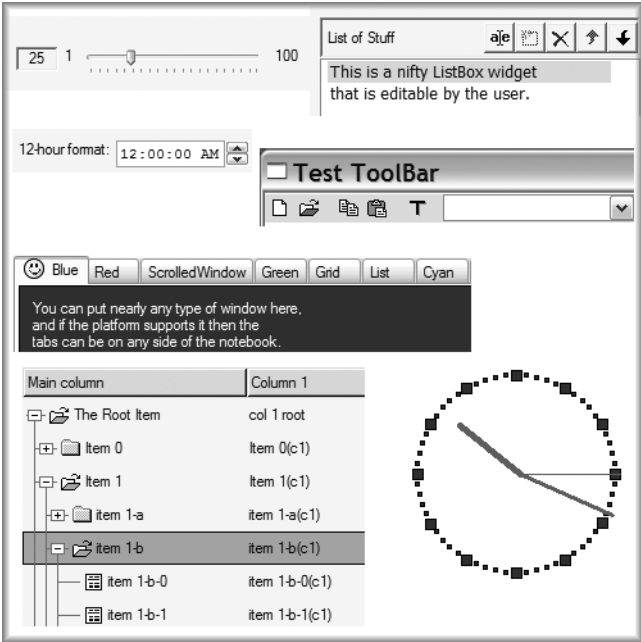 25 1 100
List of Stuff
This is a nifty ListBox widget
that is editable by the user.
12-hour format: 12:00:00 AM
Test ToolBar
T
Blue Red ScrolledWindow Green Grid List Cyan
You can put nearly any type of window here,
and if the platform supports it then the
tabs can be on any side of the notebook.
Main column Column 1
The Root Item col 1 root
Item 0 Item 0(c1)
Item 1 Item 1(c1)
item 1-a item 1-a(c1)
item 1-b item 1-b(c1)
item 1-b-0 item 1-b-0(c1)
item 1-b-1 item 1-b-1(c1)